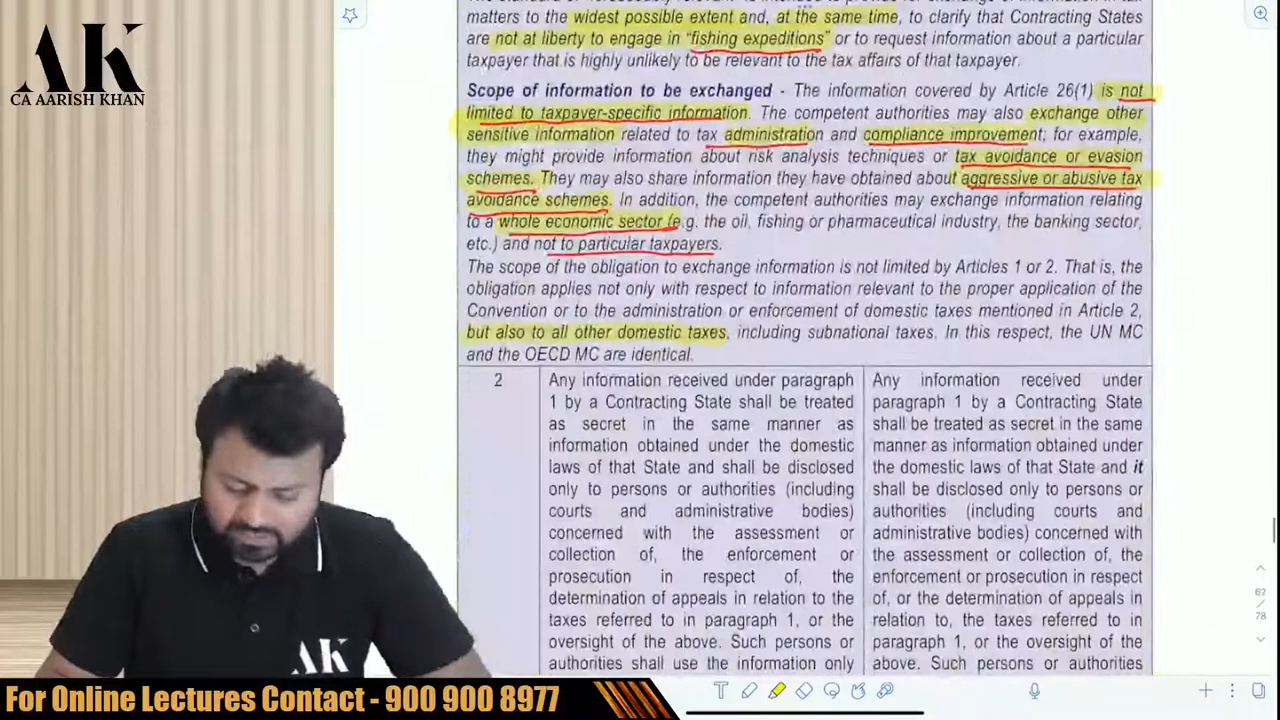 AK
CA AARISH KHAN
matters to the widest possible extent and, at the same time, to clarify that Contracting States
are not at liberty to engage in “fishing expeditions” or to request information about a particular
taxpayer that is highly unlikely to be relevant to the tax affairs of that taxpayer.
Scope of information to be exchanged - The information covered by Article 26(1) is not
limited to taxpayer-specific information. The competent authorities may also exchange other
sensitive information related to tax administration and compliance improvement; for example,
they might provide information about risk analysis techniques or tax avoidance or evasion
schemes. They may also share information they have obtained about aggressive or abusive tax
avoidance schemes. In addition, the competent authorities may exchange information relating
to a whole economic sector (e.g. the oil, fishing or pharmaceutical industry, the banking sector,
etc.) and not to particular taxpayers.
The scope of the obligation to exchange information is not limited by Articles 1 or 2. That is, the
obligation applies not only with respect to information relevant to the proper application of the
Convention or to the administration or enforcement of domestic taxes mentioned in Article 2,
but also to all other domestic taxes, including subnational taxes. In this respect, the UN MC
and the OECD MC are identical.
2
Any information received under paragraph
1 by a Contracting State shall be treated
as secret in the same manner as
information obtained under the domestic
laws of that State and shall be disclosed
only to persons or authorities (including
courts and administrative bodies)
concerned with the assessment or
collection of, the enforcement or
prosecution in respect of, the
determination of appeals in relation to the
taxes referred to in paragraph 1, or the
oversight of the above. Such persons or
authorities shall use the information only
Any information received under
paragraph 1 by a Contracting State
shall be treated as secret in the same
manner as information obtained under
the domestic laws of that State and it
shall be disclosed only to persons or
authorities (including courts and
administrative bodies) concerned with
the assessment or collection of, the
enforcement or prosecution in respect
of, or the determination of appeals in
relation to, the taxes referred to in
paragraph 1, or the oversight of the
above. Such persons or authorities
62
/
78
AK
For Online Lectures Contact - 900 900 8977